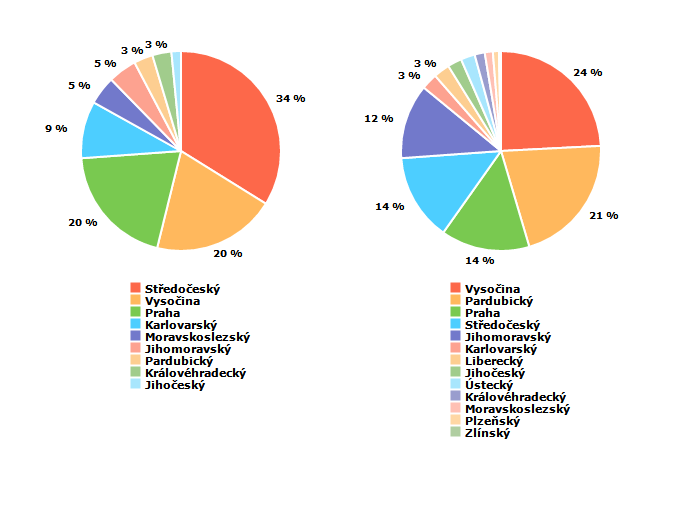 34 %
20 %
20 %
9 %
5 %
5 %
3 %
3 %
Středočeský
Vysočina
Praha
Karlovarský
Moravskoslezský
Jihomoravský
Pardubický
Královéhradecký
Jihočeský
24 %
21 %
14 %
14 %
12 %
3 %
3 %
Vysočina
Pardubický
Praha
Středočeský
Jihomoravský
Karlovarský
Liberecký
Jihočeský
Ústecký
Královéhradecký
Moravskoslezský
Plzeňský
Zlínský